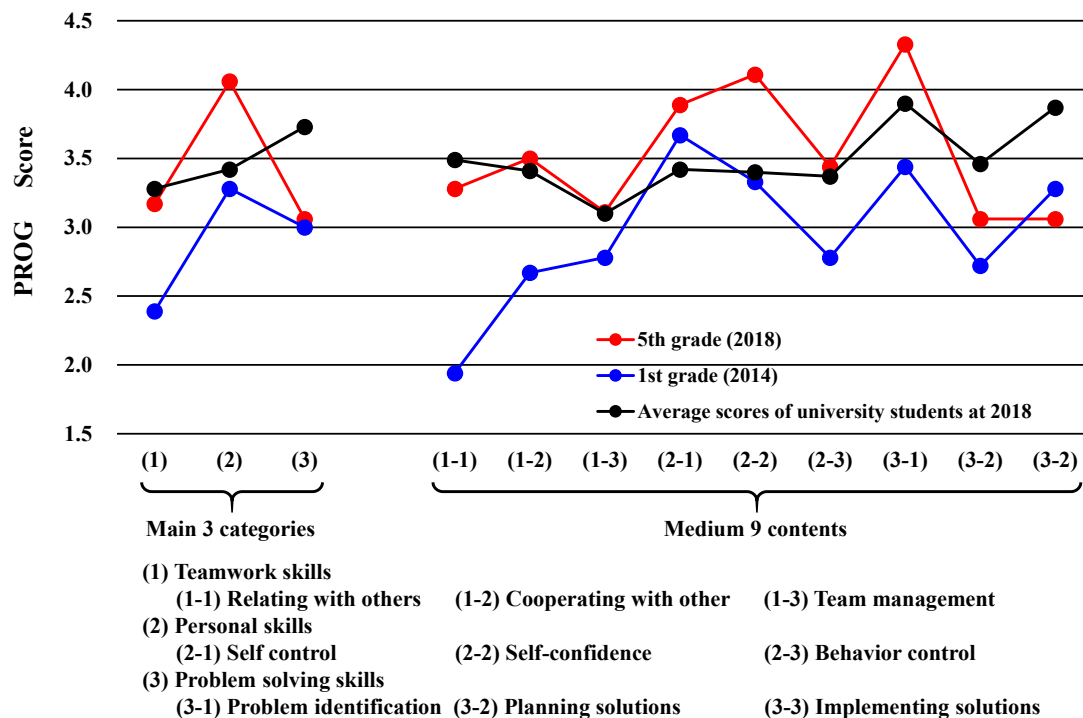 4.5
4.0
3.5
3.0
2.5
2.0
1.5
PROG Score
5th grade (2018)
1st grade (2014)
Average scores of university students at 2018
(1) (2) (3) (1-1) (1-2) (1-3) (2-1) (2-2) (2-3) (3-1) (3-2) (3-2)
Main 3 categories Medium 9 contents
(1) Teamwork skills
(1-1) Relating with others (1-2) Cooperating with other (1-3) Team management
(2) Personal skills
(2-1) Self control (2-2) Self-confidence (2-3) Behavior control
(3) Problem solving skills
(3-1) Problem identification (3-2) Planning solutions (3-3) Implementing solutions